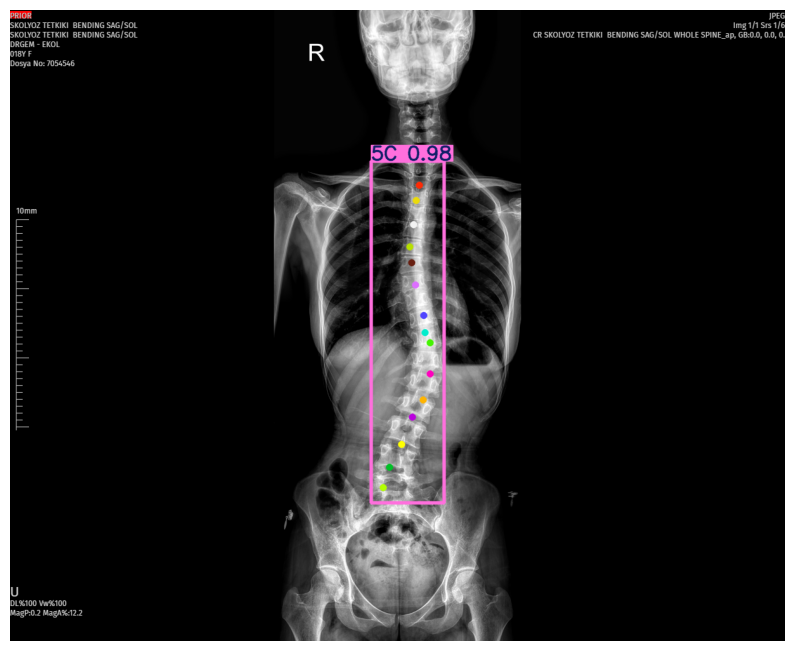 PRIOR
SKOLYOZ TETKIKI  BENDING SAG/SOL
SKOLYOZ TETKIKI  BENDING SAG/SOL
DRGEM - EKOL
018Y F
Dosya No: 7054546
JPEG
Img 1/1 Srs 1/6
CR SKOLYOZ TETKIKI  BENDING SAG/SOL WHOLE SPINE_ap, GB:0.0, 0.0, 0.
R
5C 0.98
10mm
U
DL%100 Vw%100
MagP:0.2 MagA%:12.2